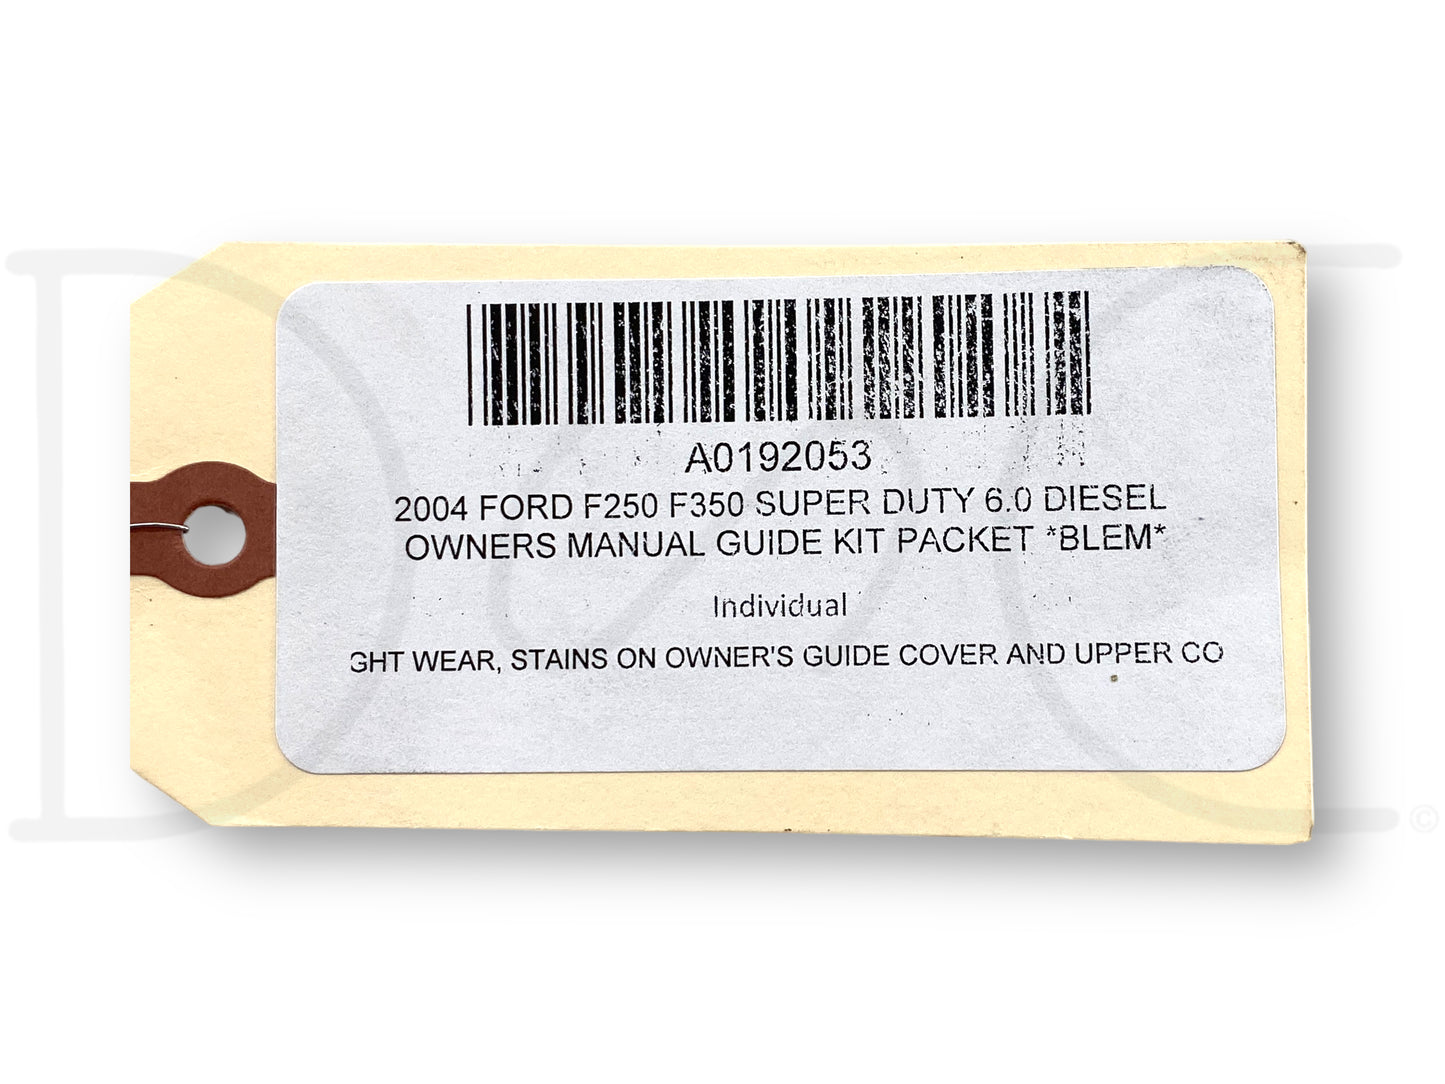 A0192053
2004 FORD F250 F350 SUPER DUTY 6.0 DIESEL
OWNERS MANUAL GUIDE KIT PACKET *BLEM*
Individual
GHT WEAR, STAINS ON OWNER'S GUIDE COVER AND UPPER CO
©